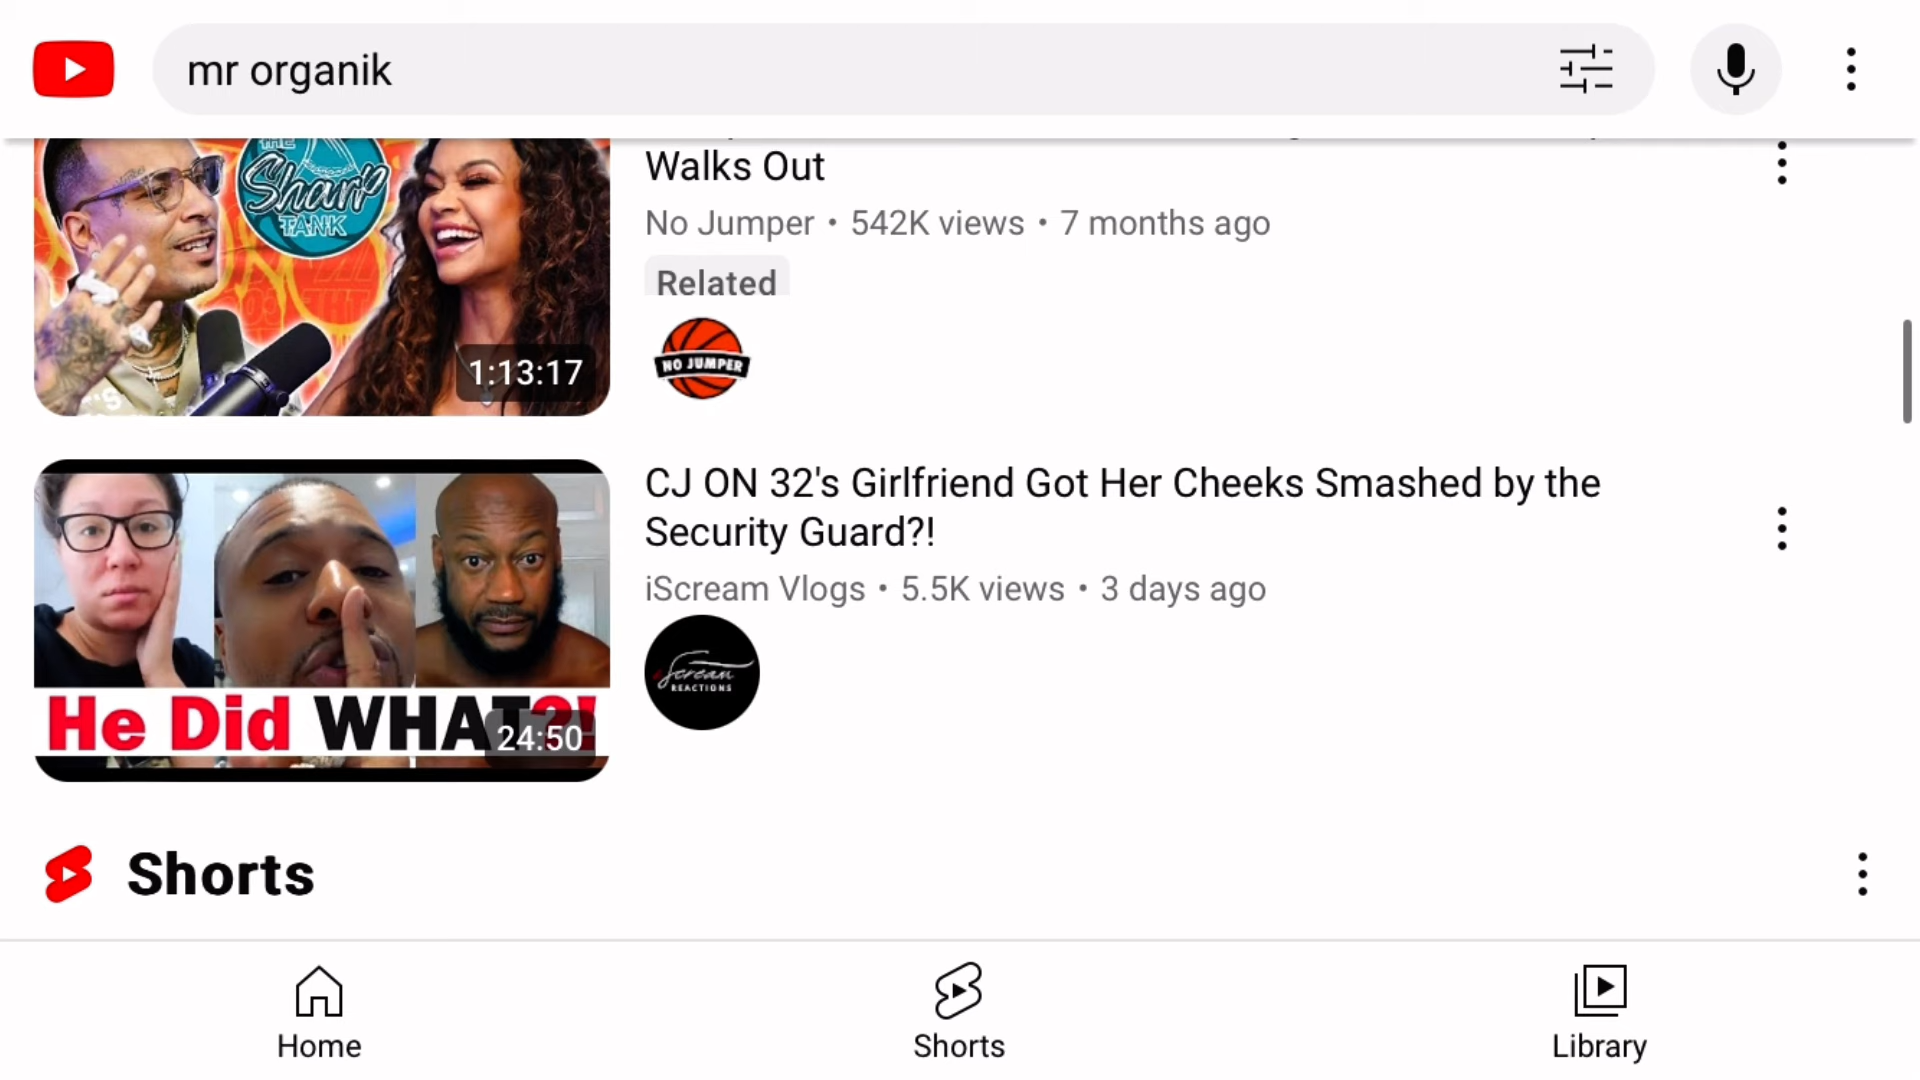 mr organik
THE
Sharp
TANK
1:13:17
Walks Out
No Jumper • 542K views • 7 months ago
Related
NO JUMPER
He Did WHAT?!
24:50
CJ ON 32's Girlfriend Got Her Cheeks Smashed by the
Security Guard?!
iScream Vlogs • 5.5K views • 3 days ago
iScream
REACTIONS
Shorts
Home
Shorts
Library